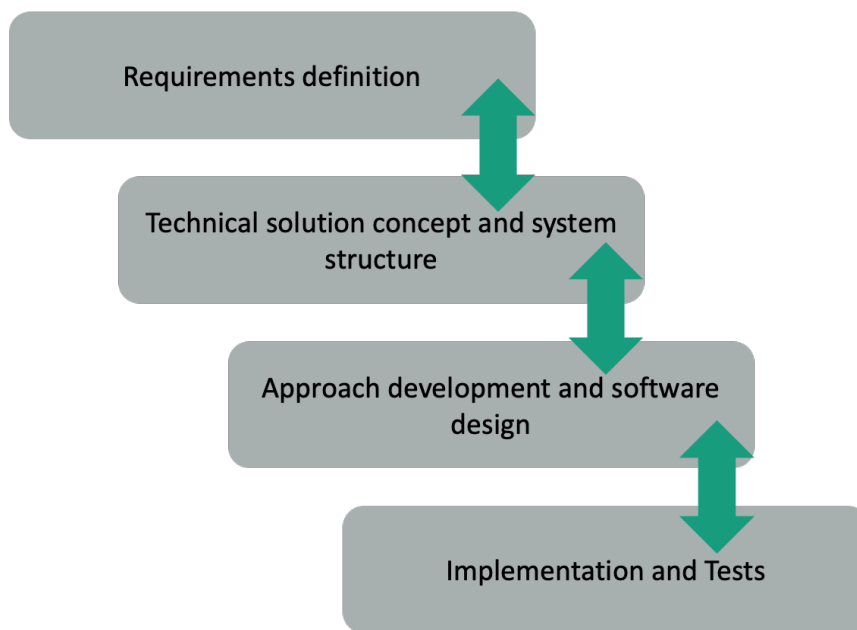 Requirements definition
Technical solution concept and system
structure
Approach development and software
design
Implementation and Tests